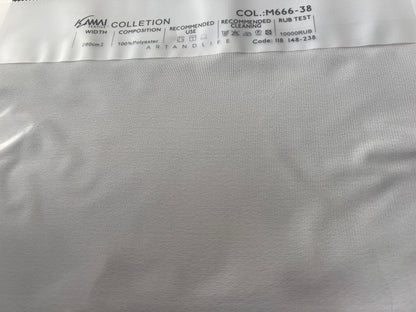 COLLETION
COL.:M666-38
WIDTH
COMPOSITION
RECOMMENDED USE
RECOMMENDED CLEANING
RUB TEST
280cm±
100%Polyester
10000RUB
ARTANDLIFE
Code: 118 148-238